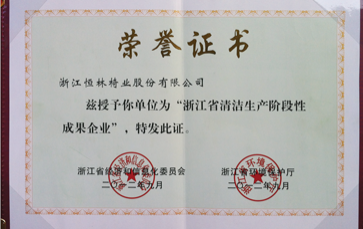 荣誉证书
浙江恒林椅业股份有限公司
兹授予你单位为“浙江省清洁生产阶段性
成果企业”，特发此证。
浙江省经济和信息化委员会 浙江省环境保护厅
二〇一二年九月 二〇一二年九月